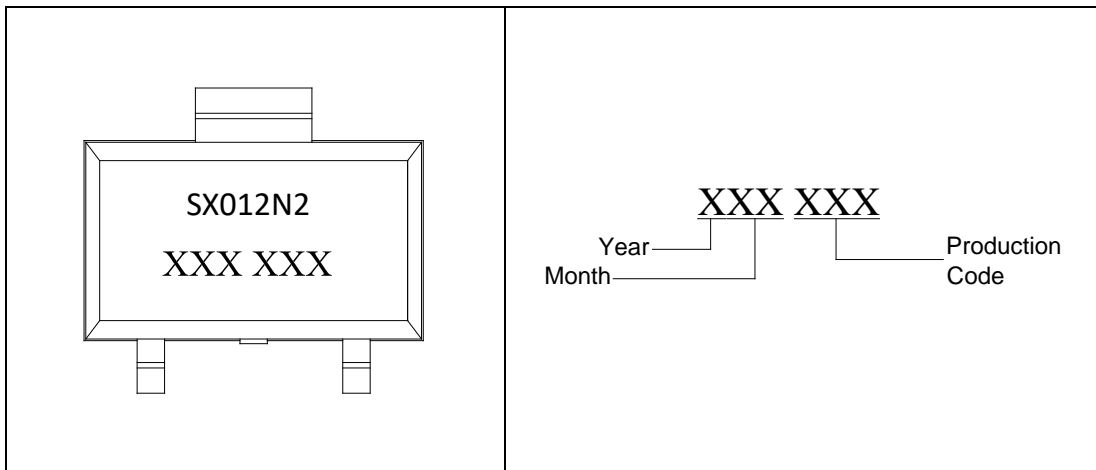 SX012N2
XXX XXX
XXX XXX
Year
Month
Production
Code